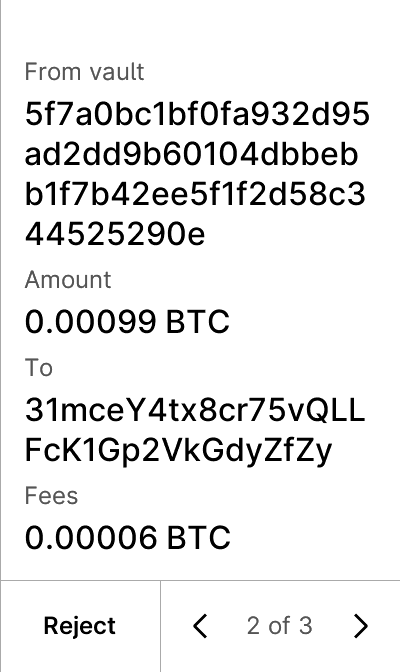 From vault
5f7a0bc1bf0fa932d95
ad2dd9b60104dbbeb
b1f7b42ee5f1f2d58c3
44525290e
Amount
0.00099 BTC
To
31mceY4tx8cr75vQLL
FcK1Gp2VkGdyZfZy
Fees
0.00006 BTC
Reject
2 of 3